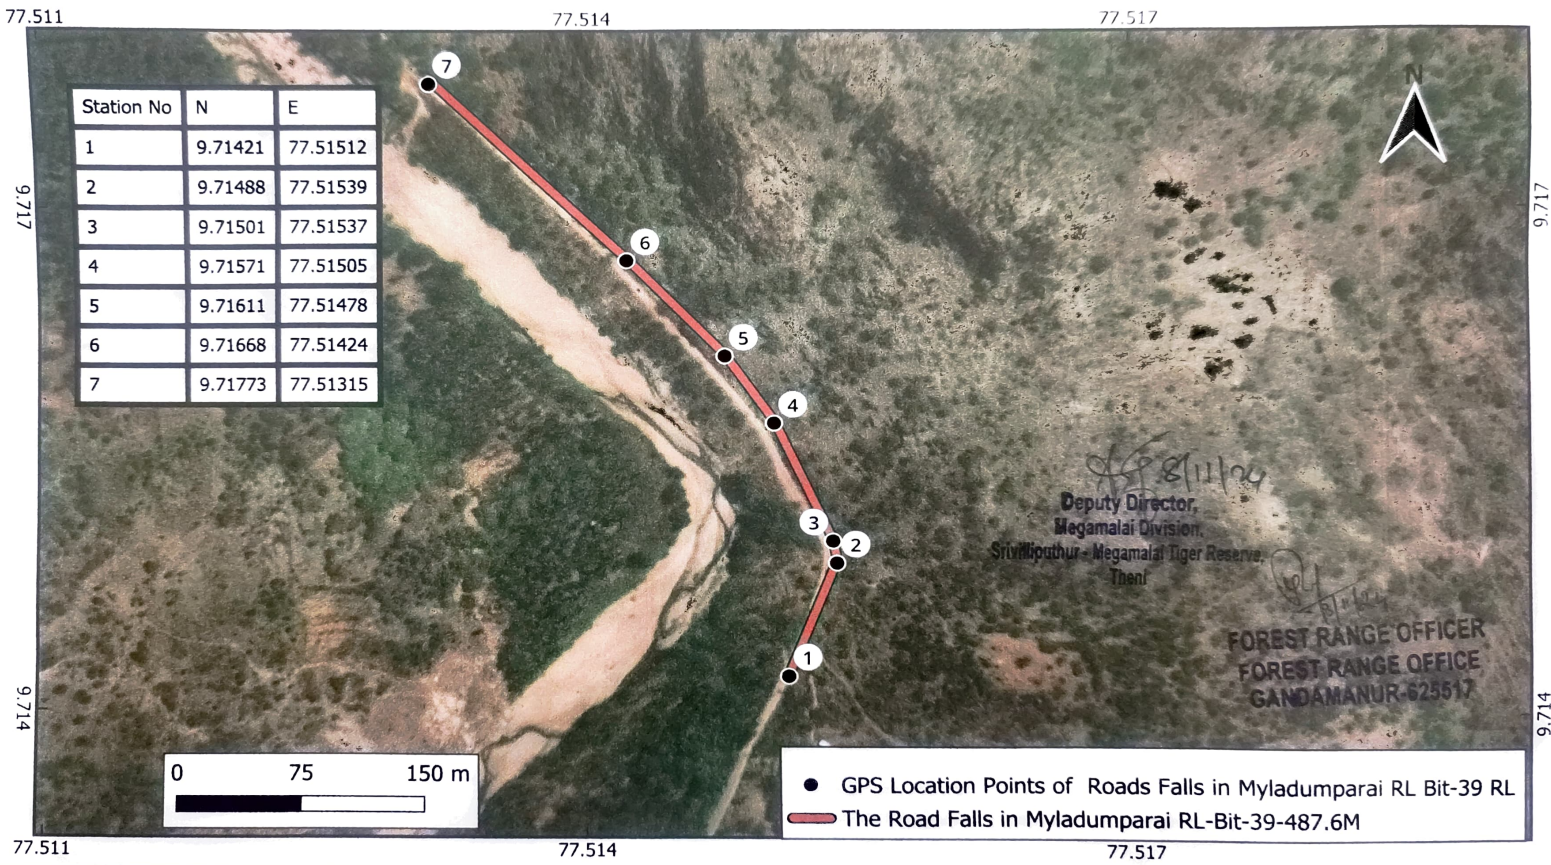 77.511 77.514 77.517
N
7
Station No N E
1 9.71421 77.51512
2 9.71488 77.51539
3 9.71501 77.51537
4 9.71571 77.51505
5 9.71611 77.51478
6 9.71668 77.51424
7 9.71773 77.51315
9.717 9.717
6
5
4
3
2
1
8/11/24
Deputy Director,
Megamalai Division,
Srivilliputhur - Megamalai Tiger Reserve,
Theni
FOREST RANGE OFFICER
FOREST RANGE OFFICE
GANDAMANUR-625517
9.714 9.714
0 75 150 m
GPS Location Points of Roads Falls in Myladumparai RL Bit-39 RL
The Road Falls in Myladumparai RL-Bit-39-487.6M
77.511 77.514 77.517